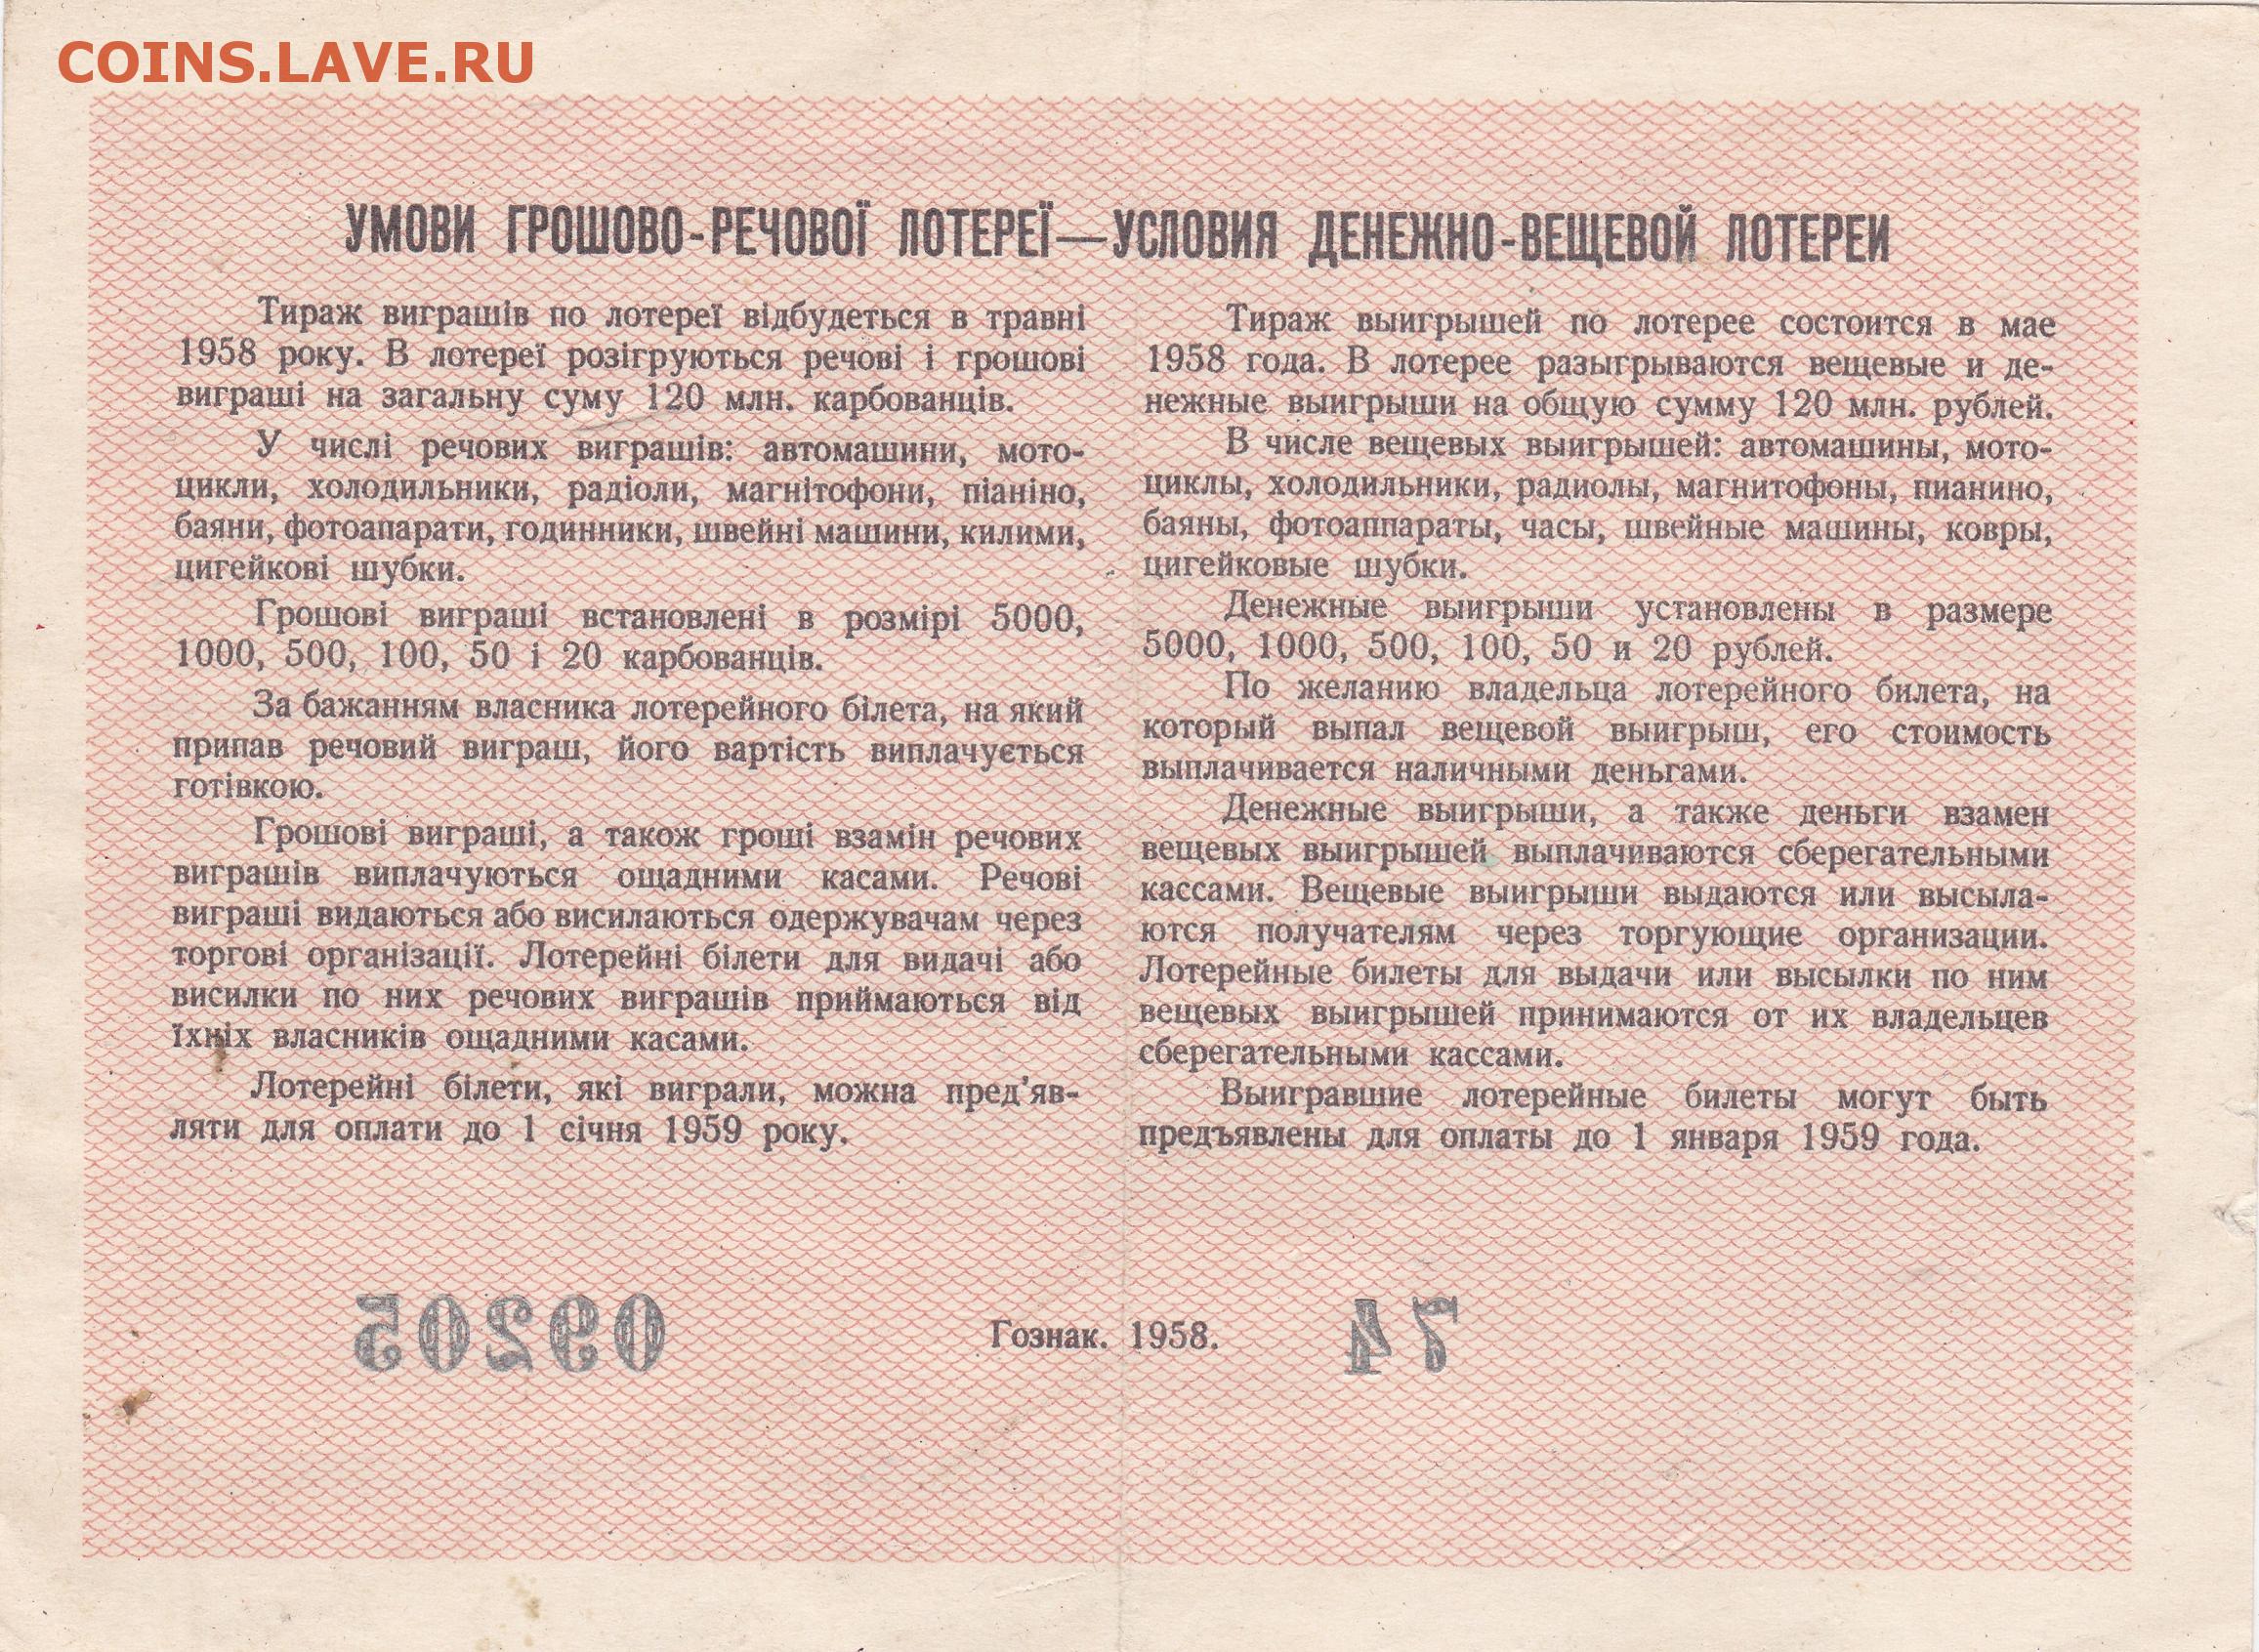 COINS.LAVE.RU
УМОВИ ГРОШОВО-РЕЧОВОЇ ЛОТЕРЕЇ—УСЛОВИЯ ДЕНЕЖНО-ВЕЩЕВОЙ ЛОТЕРЕИ
Тираж виграшів по лотереї відбудеться в травні
1958 року. В лотереї розігруються речові і грошові
виграші на загальну суму 120 млн. карбованців.
У числі речових виграшів: автомашини, мото-
цикли, холодильники, радіоли, магнітофони, піаніно,
баяни, фотоапарати, годинники, швейні машини, килими,
цигейкові шубки.
Грошові виграші встановлені в розмірі 5000,
1000, 500, 100, 50 і 20 карбованців.
За бажанням власника лотерейного білета, на який
припав речовий виграш, його вартість виплачується
готівкою.
Грошові виграші, а також гроші взамін речових
виграшів виплачуються ощадними касами. Речові
виграші видаються або висилаються одержувачам через
торгові організації. Лотерейні білети для видачі або
висилки по них речових виграшів приймаються від
їхніх власників ощадними касами.
Лотерейні білети, які виграли, можна пред'яв-
ляти для оплати до 1 січня 1959 року.
Тираж выигрышей по лотерее состоится в мае
1958 года. В лотерее разыгрываются вещевые и де-
нежные выигрыши на общую сумму 120 млн. рублей.
В числе вещевых выигрышей: автомашины, мото-
циклы, холодильники, радиолы, магнитофоны, пианино,
баяны, фотоаппараты, часы, швейные машины, ковры,
цигейковые шубки.
Денежные выигрыши установлены в размере
5000, 1000, 500, 100, 50 и 20 рублей.
По желанию владельца лотерейного билета, на
который выпал вещевой выигрыш, его стоимость
выплачивается наличными деньгами.
Денежные выигрыши, а также деньги взамен
вещевых выигрышей выплачиваются сберегательными
кассами. Вещевые выигрыши выдаются или высыла-
ются получателям через торгующие организации.
Лотерейные билеты для выдачи или высылки по ним
вещевых выигрышей принимаются от их владельцев
сберегательными кассами.
Выигравшие лотерейные билеты могут быть
предъявлены для оплаты до 1 января 1959 года.
09205
Гознак. 1958.
74